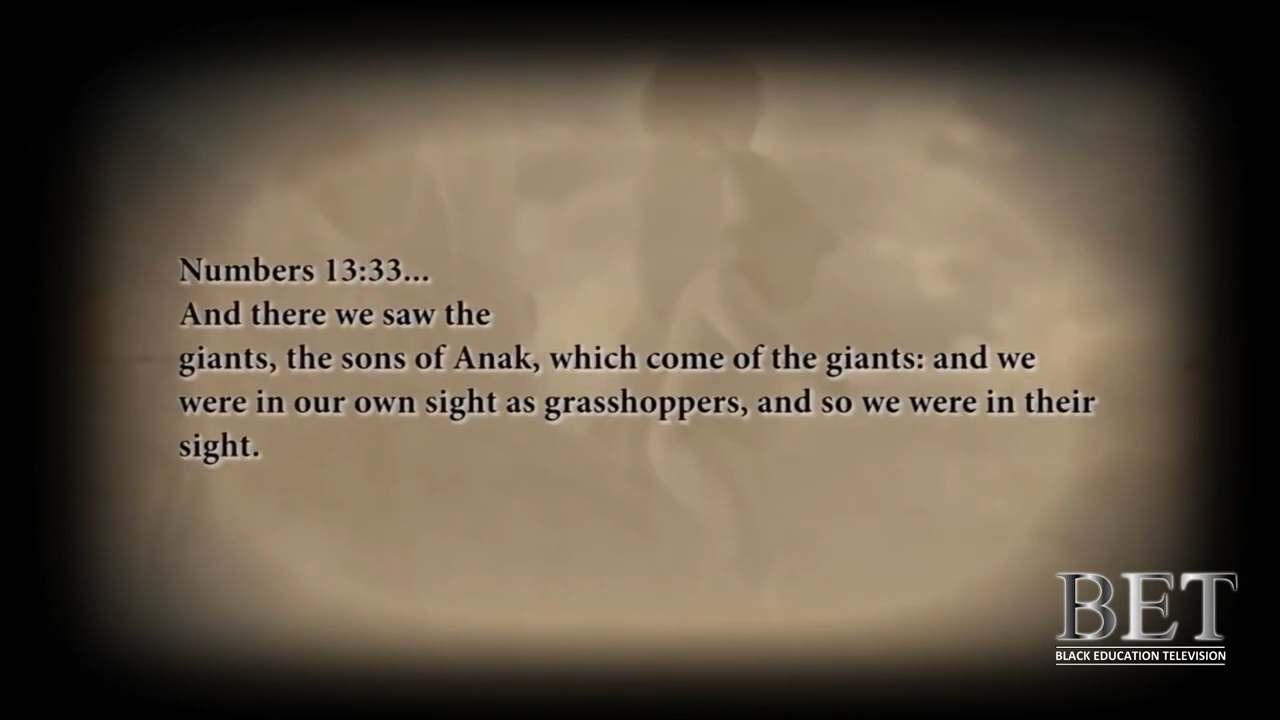 Numbers 13:33...
And there we saw the
giants, the sons of Anak, which come of the giants: and we
were in our own sight as grasshoppers, and so we were in their
sight.
BET
BLACK EDUCATION TELEVISION